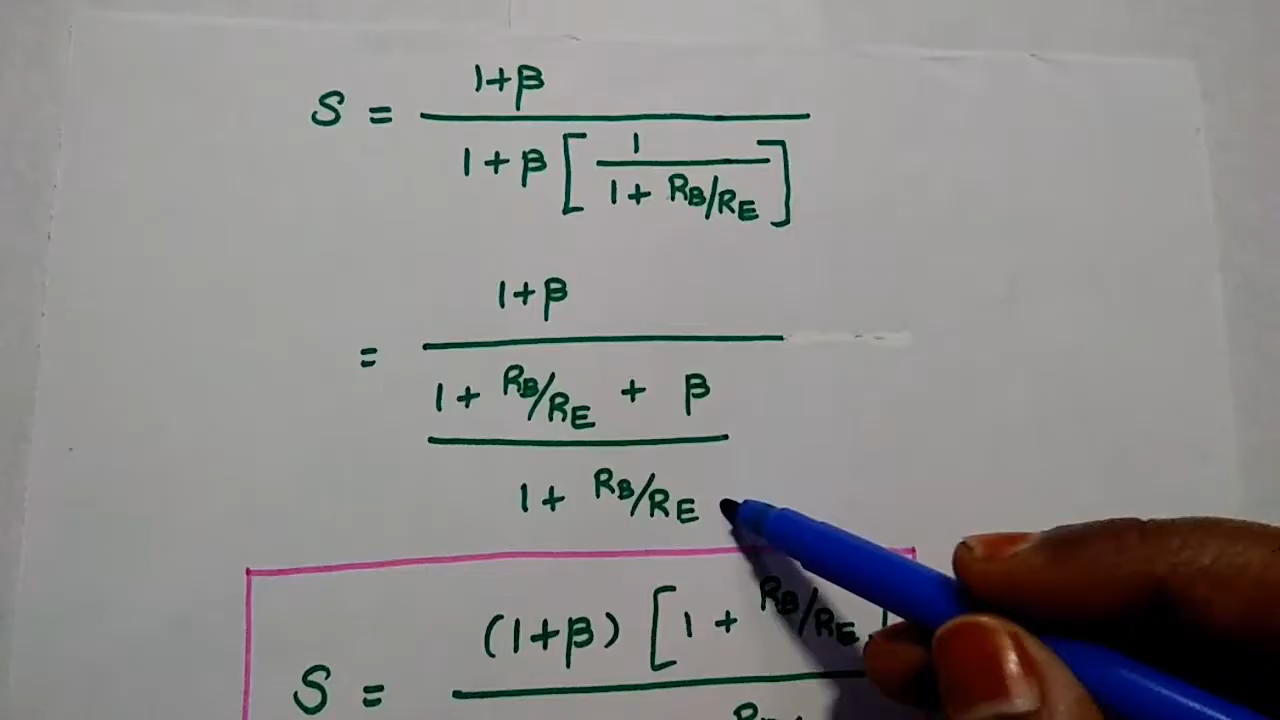 1+β
S = ―――
1+β [ 1 / 1+ RB/RE ]
1+β
= ―――
1+ RB/RE + β
1+ RB/RE
(1+β) [ 1+ RB/RE ]
S = ―――